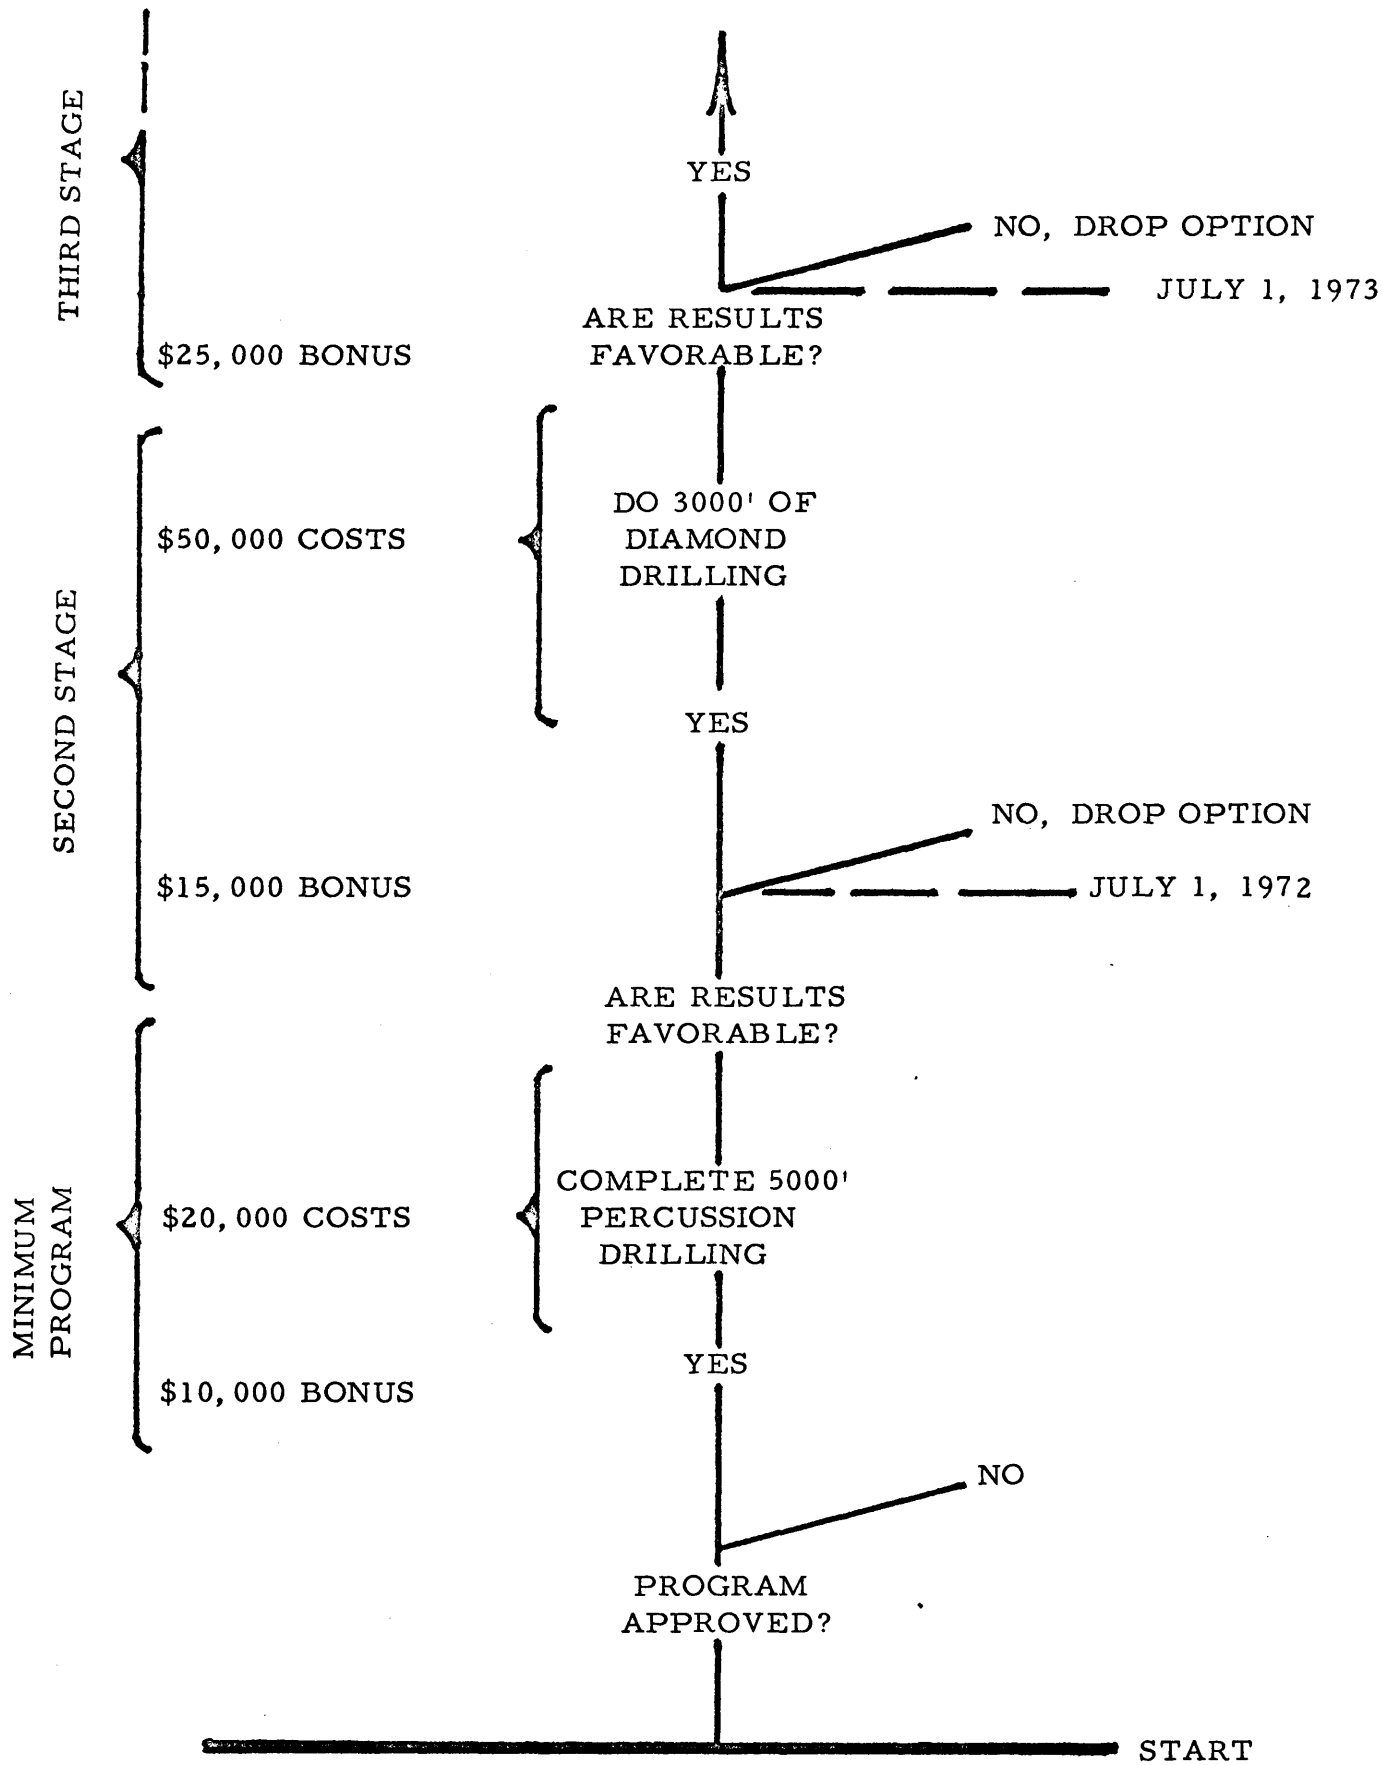 YES
NO, DROP OPTION
JULY 1, 1973
THIRD STAGE
ARE RESULTS
FAVORABLE?
$25,000 BONUS
DO 3000' OF
DIAMOND
DRILLING
$50,000 COSTS
SECOND STAGE
YES
NO, DROP OPTION
JULY 1, 1972
$15,000 BONUS
ARE RESULTS
FAVORABLE?
COMPLETE 5000'
PERCUSSION
DRILLING
$20,000 COSTS
MINIMUM
PROGRAM
YES
$10,000 BONUS
NO
PROGRAM
APPROVED?
START